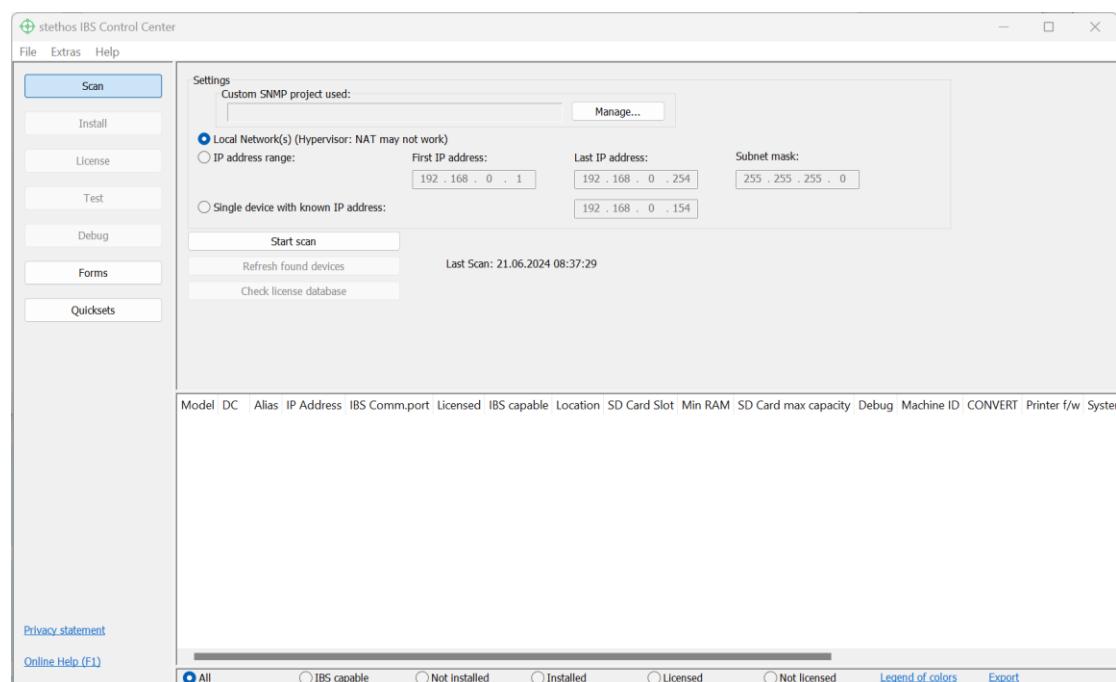 stethos IBS Control Center
File Extras Help
Scan
Install
License
Test
Debug
Forms
Quicksets
Privacy statement
Online Help (F1)
Settings
Custom SNMP project used:
Manage...
Local Network(s) (Hypervisor: NAT may not work)
IP address range: First IP address: Last IP address: Subnet mask:
192 . 168 . 0 . 1 192 . 168 . 0 . 254 255 . 255 . 255 . 0
Single device with known IP address: 192 . 168 . 0 . 154
Start scan
Refresh found devices Last Scan: 21.06.2024 08:37:29
Check license database
Model DC Alias IP Address IBS Comm.port Licensed IBS capable Location SD Card Slot Min RAM SD Card max capacity Debug Machine ID CONVERT Printer f/w
All IBS capable Not installed Installed Licensed Not licensed Legend of colors Export